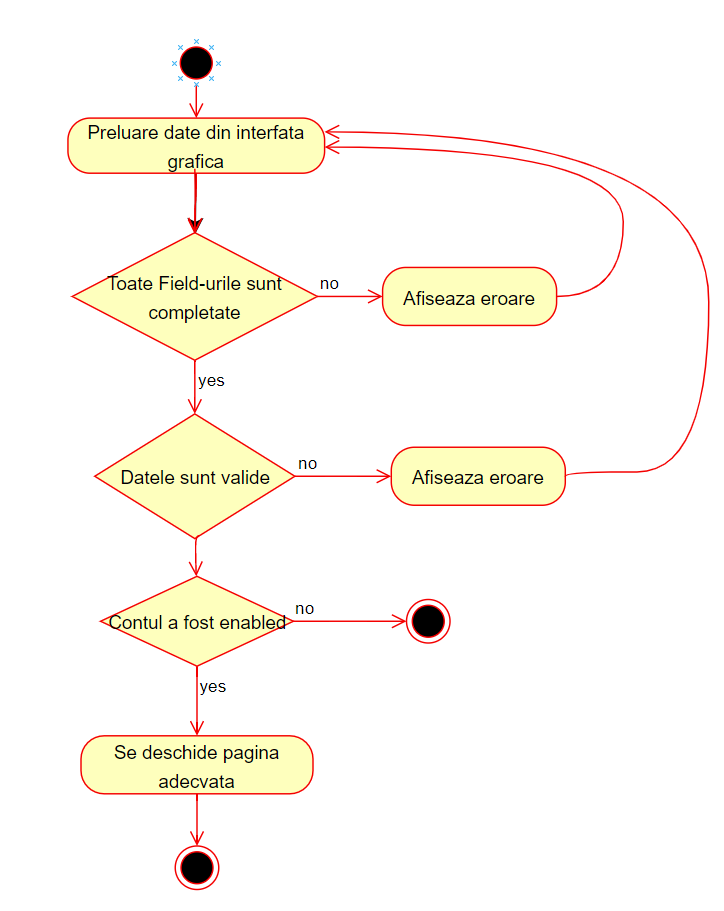 Preluare date din interfata
grafica
Toate Field-urile sunt
completate
no
Afiseaza eroare
yes
Datele sunt valide
no
Afiseaza eroare
Contul a fost enabled
no
yes
Se deschide pagina
adecvata